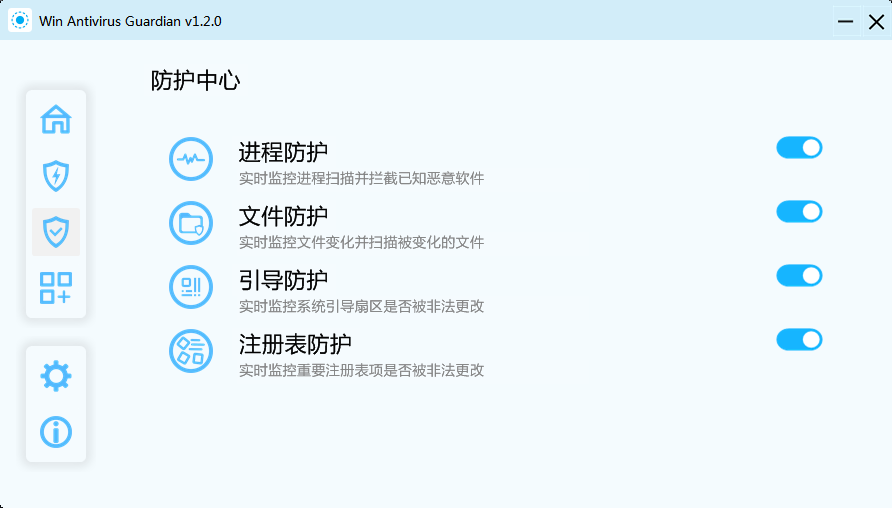 Win Antivirus Guardian v1.2.0
防护中心
进程防护
实时监控进程扫描并拦截已知恶意软件
文件防护
实时监控文件变化并扫描被变化的文件
引导防护
实时监控系统引导扇区是否被非法更改
注册表防护
实时监控重要注册表项是否被非法更改